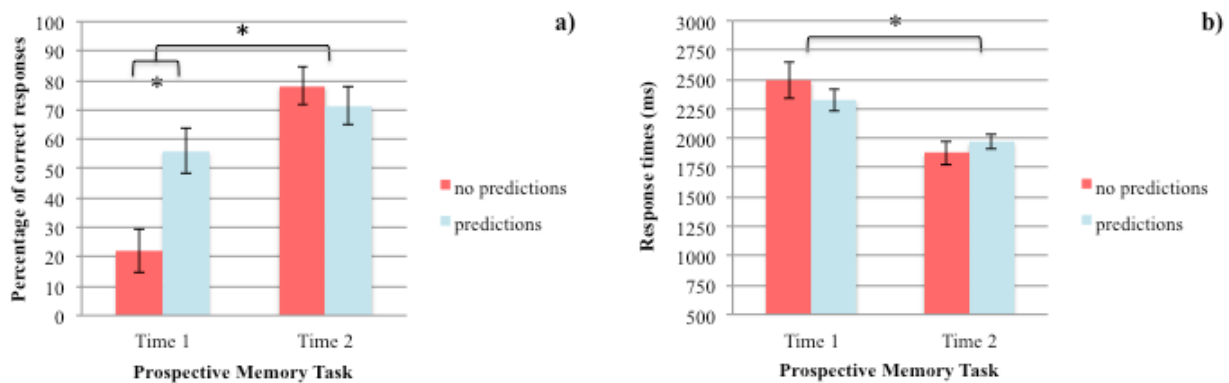 a)
Percentage of correct responses
100
90
80
70
60
50
40
30
20
10
0
*
*
Time 1 Time 2
Prospective Memory Task
no predictions
predictions
b)
Response times (ms)
3000
2750
2500
2250
2000
1750
1500
1250
1000
750
500
*
Time 1 Time 2
Prospective Memory Task
no predictions
predictions